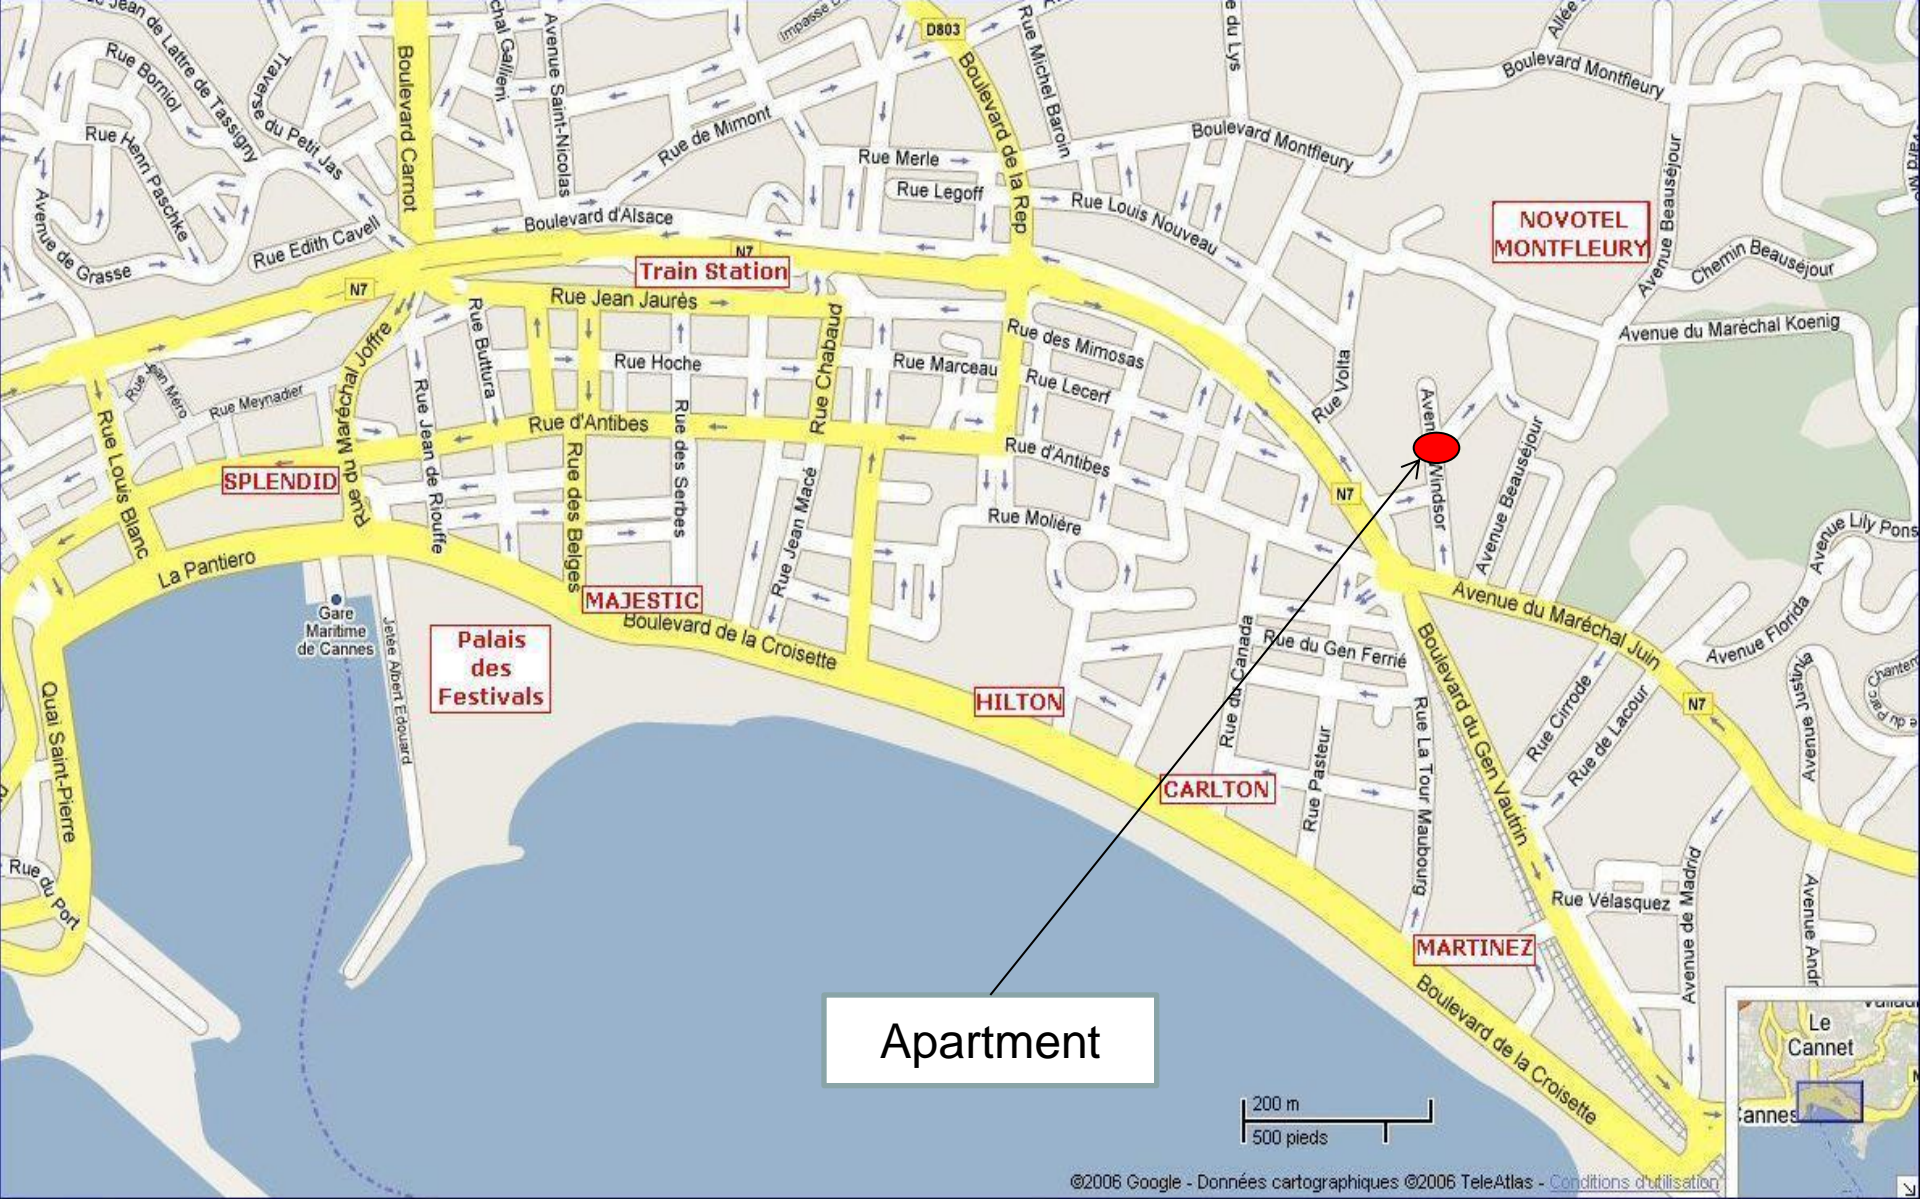 Jean de Lattre de Tassigny
Rue Borniol
Traverse du Petit Jas
Rue Henri Paschke
Avenue de Grasse
Rue Edith Cavell
Boulevard Carnot
Avenue Saint-Nicolas
Rue de Mimont
D803
Boulevard de la Rep
Rue Michel Baroin
Rue Merle
Rue Legoff
Rue Louis Nouveau
Boulevard Montfleury
Boulevard Montfleury
Allée
NOVOTEL
MONTFLEURY
Avenue Beauséjour
Chemin Beauséjour
Avenue du Maréchal Koenig
Boulevard d'Alsace
N7
Train Station
N7
Rue Jean Jaurès
Rue Buttura
Rue Hoche
Rue Chabaud
Rue Marceau
Rue des Mimosas
Rue Lecerf
Rue Volta
Rue Meynadier
Rue Jean Méro
Rue du Maréchal Joffre
Rue Jean de Riouffe
Rue Louis Blanc
Rue d'Antibes
Rue d'Antibes
Rue des Serbes
Rue des Belges
Rue Jean Macé
Rue Molière
SPLENDID
N7
Windsor
Avenue Beauséjour
Avenue Lily Pons
La Pantiero
Gare
Maritime
de Cannes
Jetée Albert Edouard
Palais
des
Festivals
MAJESTIC
Boulevard de la Croisette
HILTON
CARLTON
MARTINEZ
Rue du Canada
Rue du Gen Ferrié
Rue Pasteur
Rue La Tour Maubourg
Boulevard du Gen Vautrin
Avenue du Maréchal Juin
Avenue Florida
N7
Rue Cirrode
Rue de Lacour
Avenue Justinia
Rue Vélasquez
Avenue de Madrid
Quai Saint-Pierre
Rue du Port
Boulevard de la Croisette
Apartment
200 m
500 pieds
Le
Cannet
Cannes
©2006 Google - Données cartographiques ©2006 TeleAtlas - Conditions d'utilisation